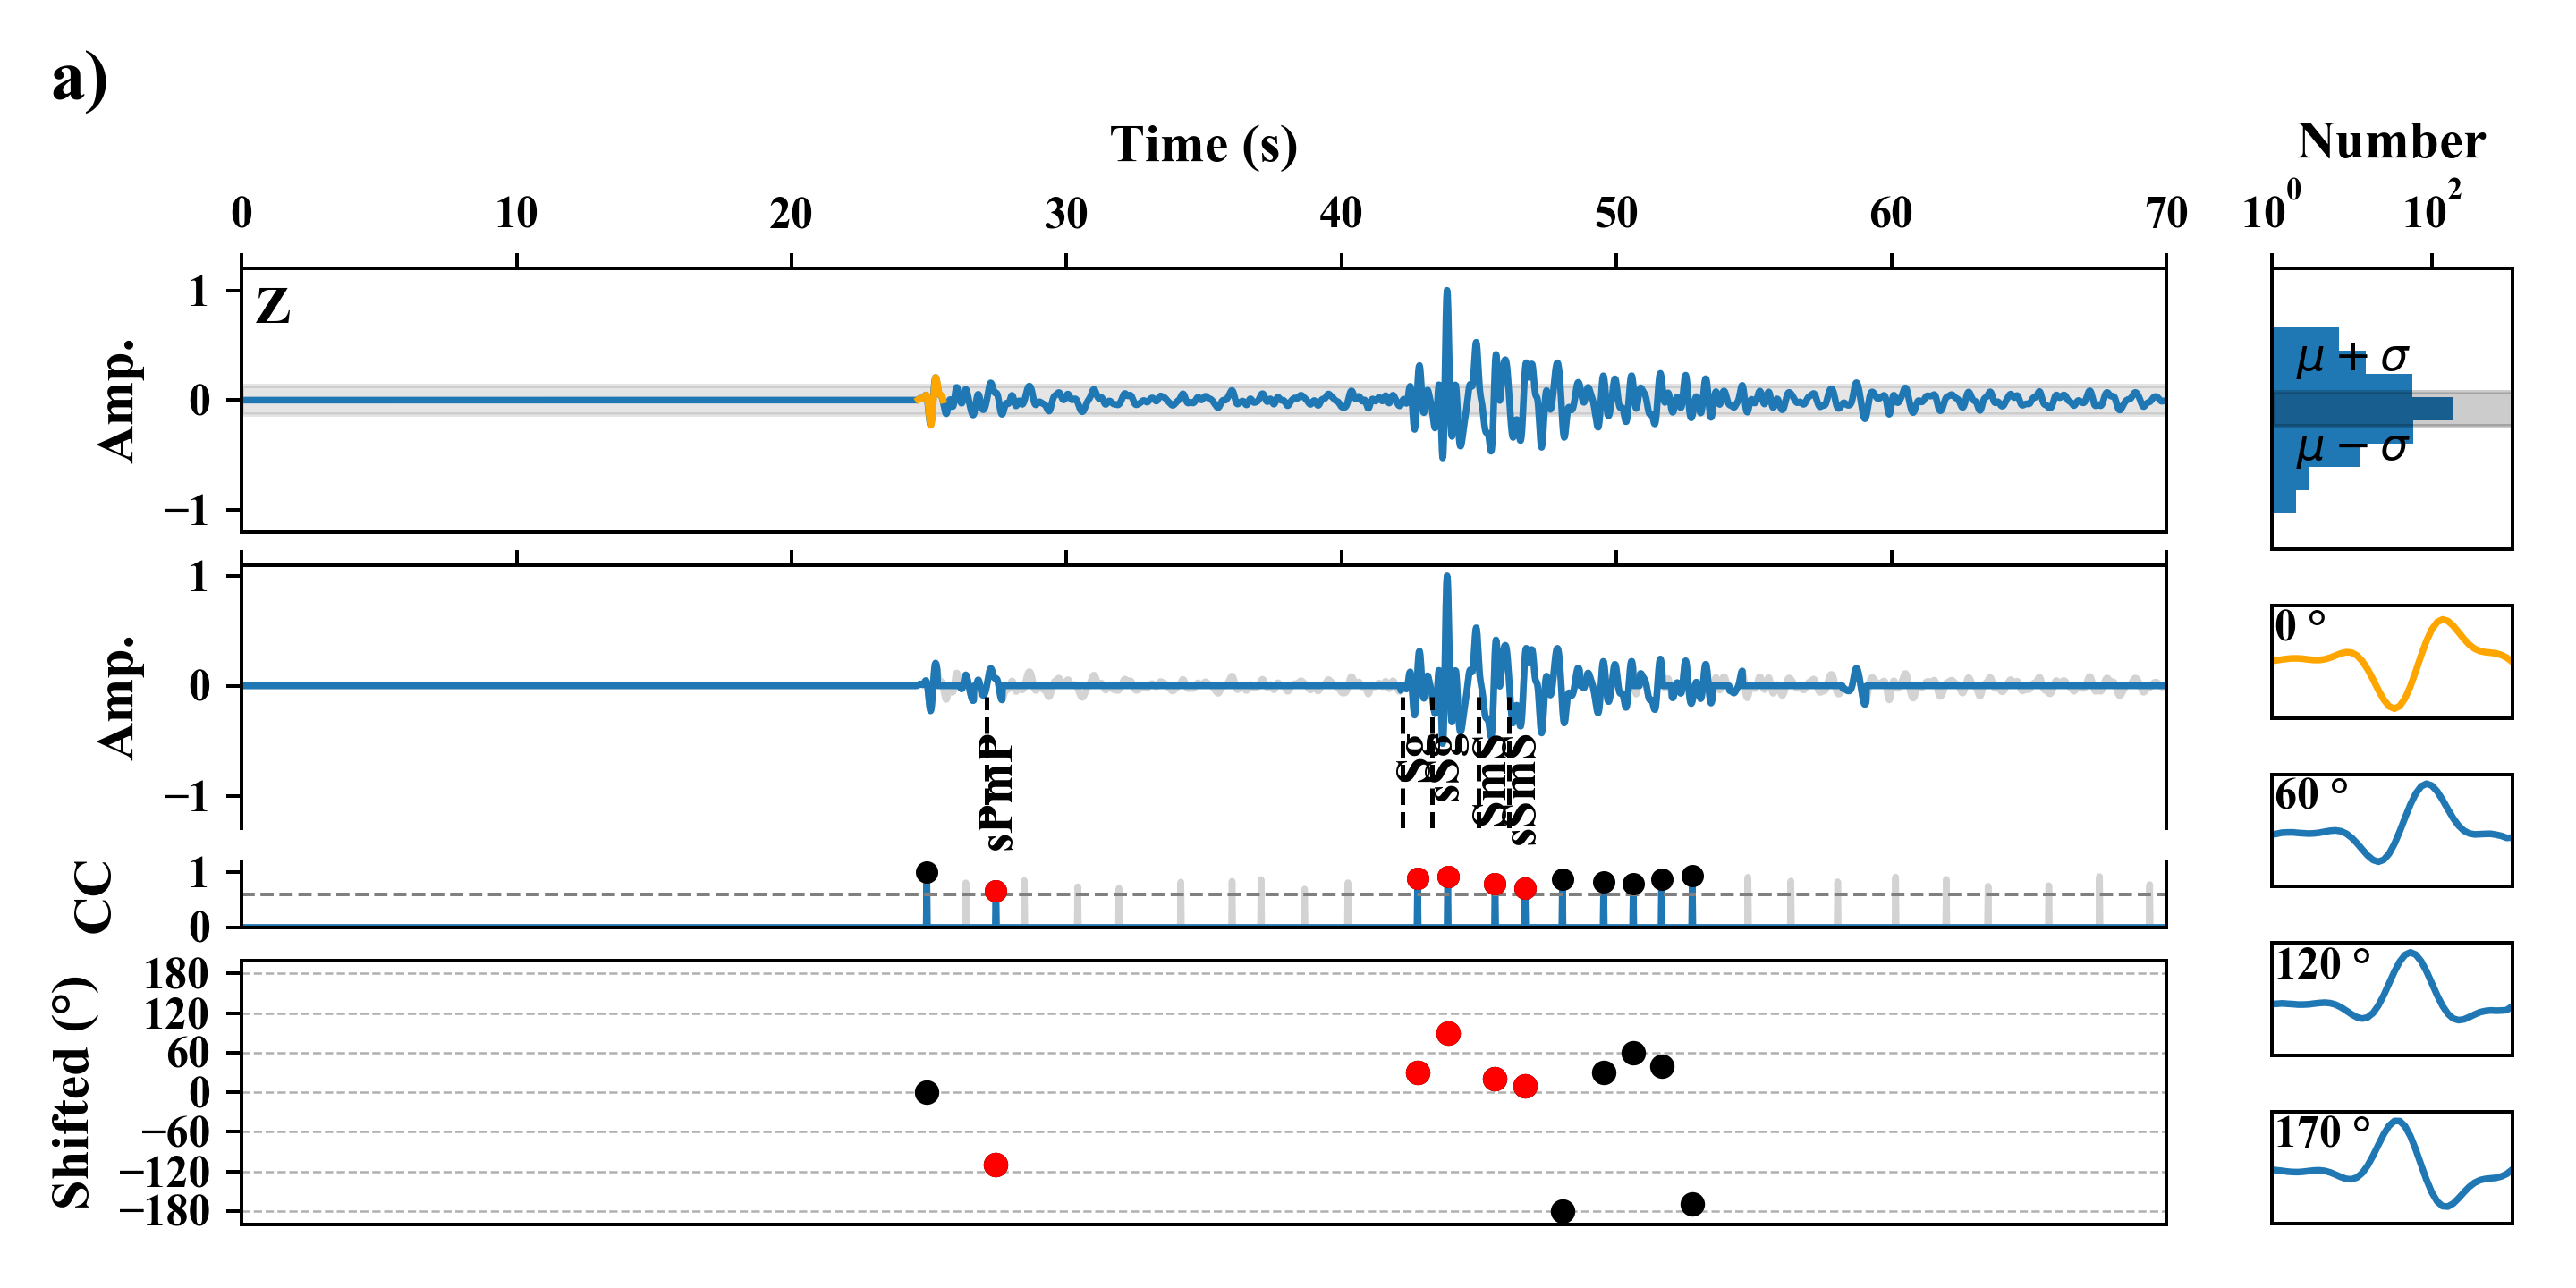 a)
Time (s)
Number
0 10 20 30 40 50 60 70
10^0 10^2
Z
Amp.
1
0
−1
μ + σ
μ − σ
Amp.
1
0
−1
sPmP
Sg
sSg
SmS
sSmS
CC
1
0
Shifted (°)
180
120
60
0
−60
−120
−180
0 °
60 °
120 °
170 °